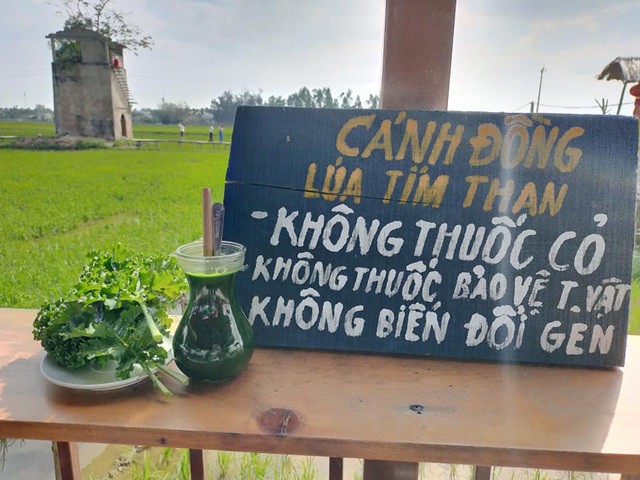 CÁNH ĐỒNG
LÚA TÍM THAN
- KHÔNG THUỐC CỎ
- KHÔNG THUỐC BẢO VỆ T.VẬT
KHÔNG BIẾN ĐỔI GEN